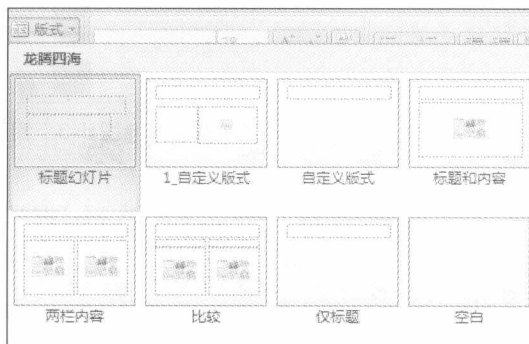 版式
龙腾四海
标题幻灯片 1_自定义版式 自定义版式 标题和内容
两栏内容 比较 仅标题 空白